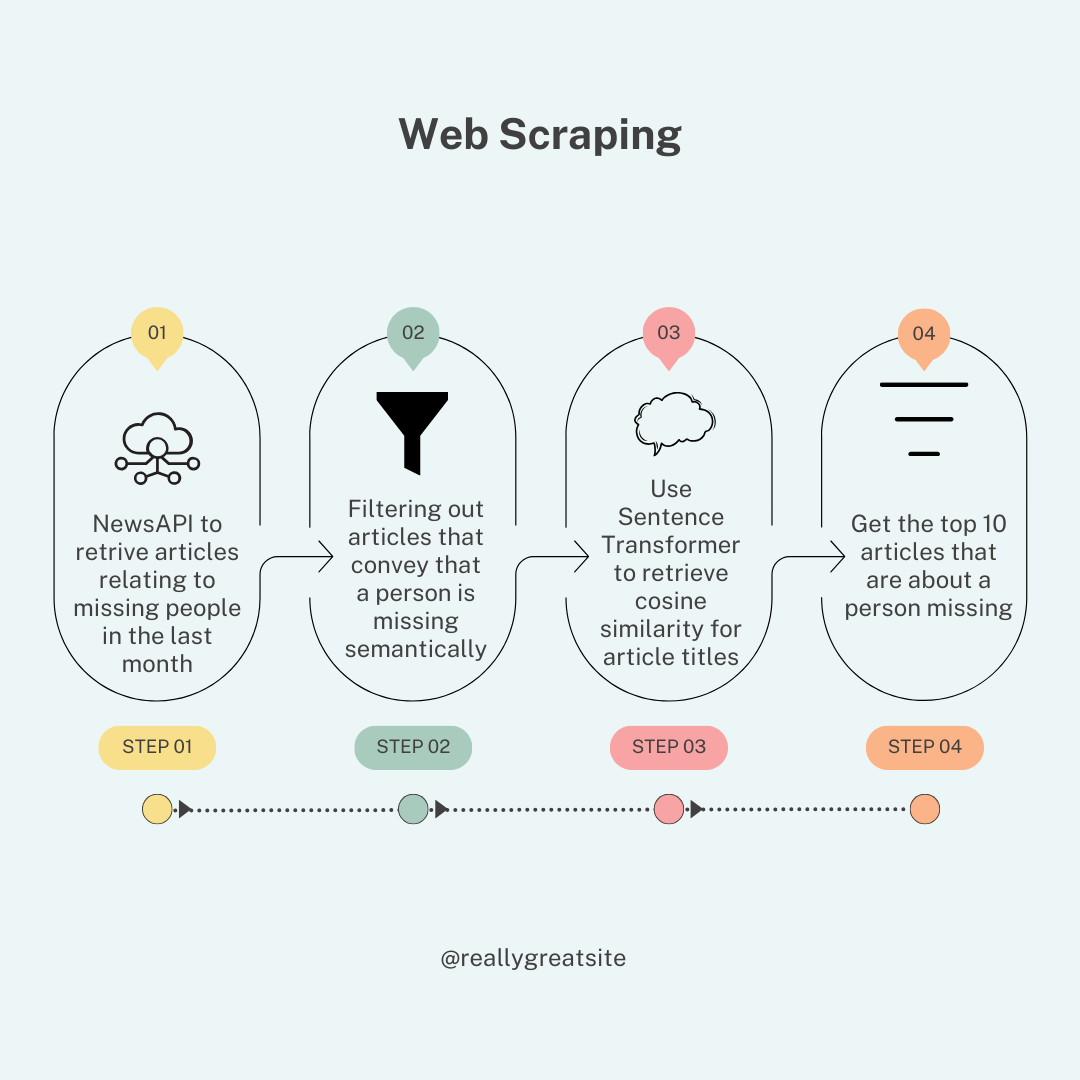 Web Scraping
01
NewsAPI to
retrive articles
relating to
missing people
in the last
month
STEP 01
02
Filtering out
articles that
convey that
a person is
missing
semantically
STEP 02
03
Use
Sentence
Transformer
to retrieve
cosine
similarity for
article titles
STEP 03
04
Get the top 10
articles that
are about a
person missing
STEP 04
@reallygreatsite